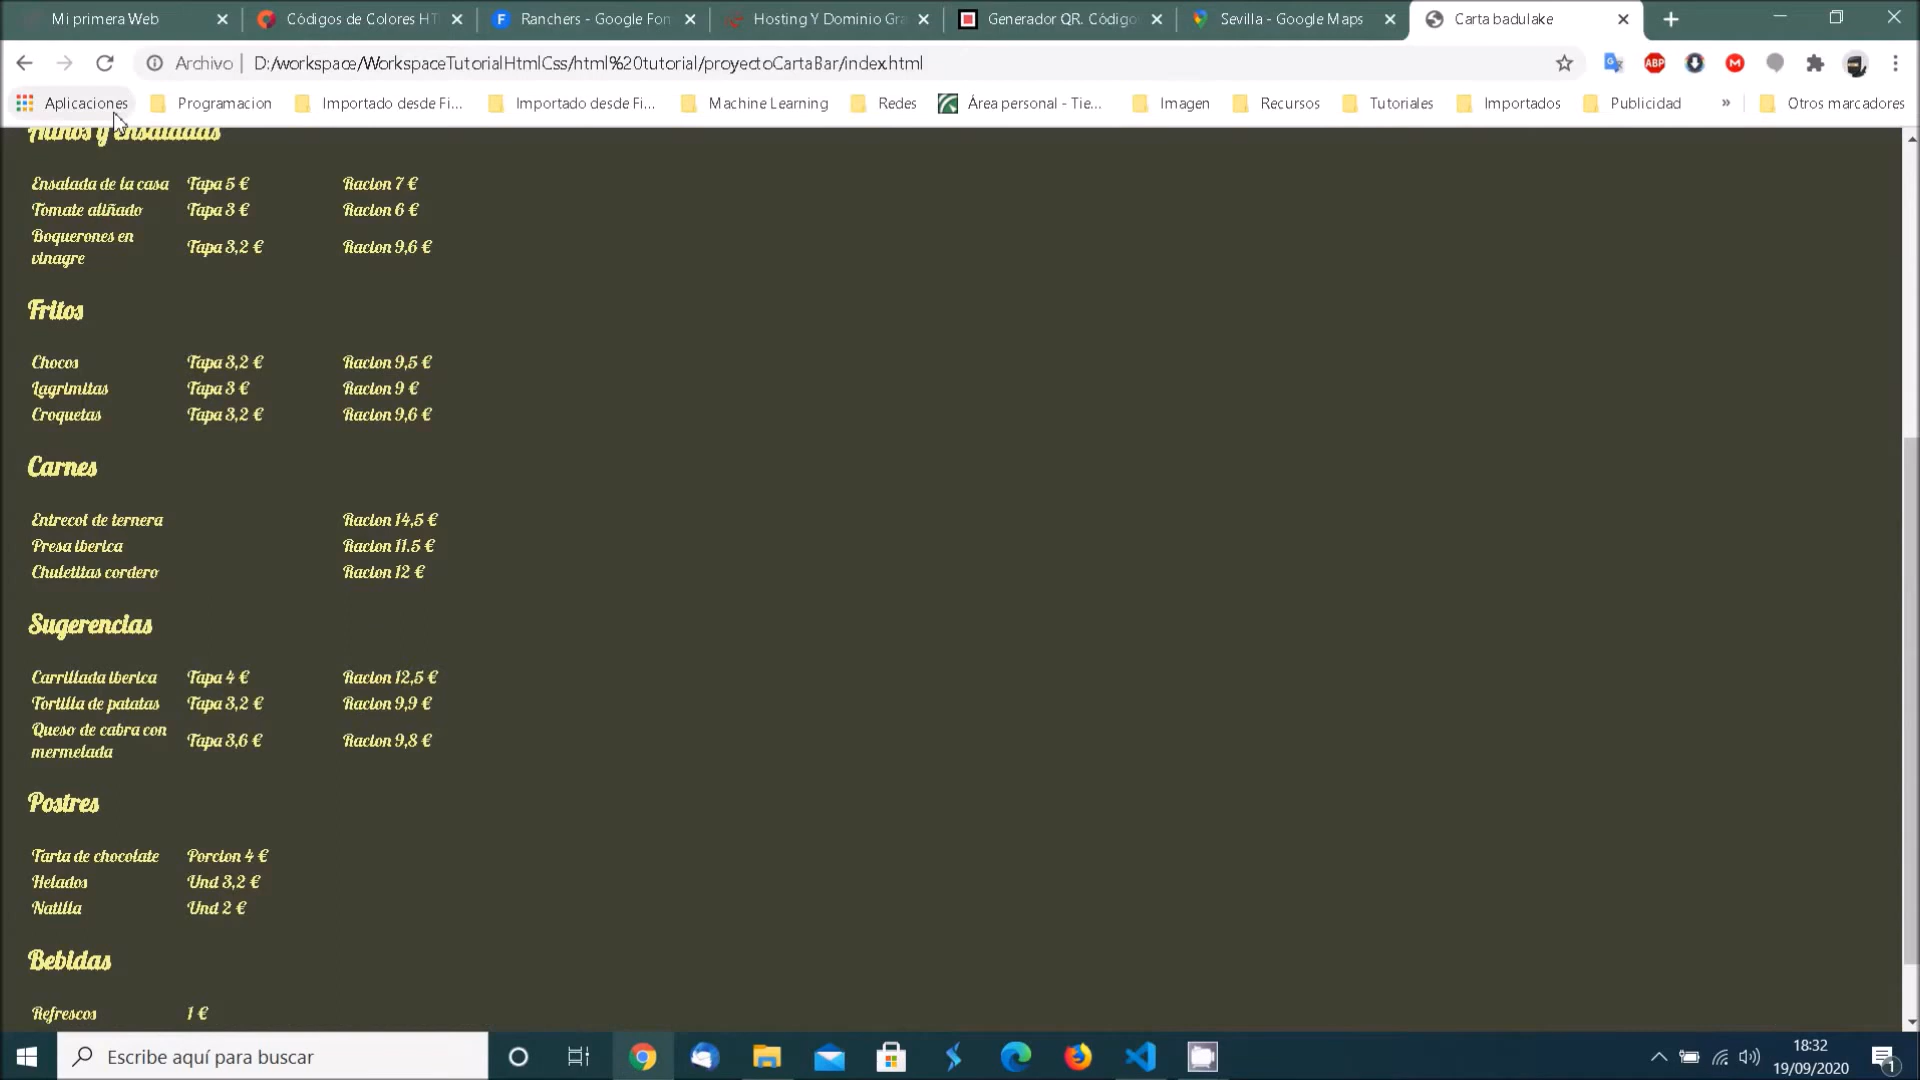 Mi primera Web
Códigos de Colores HT
Ranchers - Google Fon
Hosting Y Dominio Gra
Generador QR. Código
Sevilla - Google Maps
Carta badulake
Archivo | D:/workspace/WorkspaceTutorialHtmlCss/html%20tutorial/proyectoCartaBar/index.html
ABP
Aplicaciones
Programacion
Importado desde Fi...
Importado desde Fi...
Machine Learning
Redes
Área personal - Tie...
Imagen
Recursos
Tutoriales
Importados
Publicidad
»
Otros marcadores
y ensaladas
Ensalada de la casa Tapa 5 € Racion 7 €
Tomate aliñado Tapa 3 € Racion 6 €
Boquerones en
vinagre Tapa 3,2 € Racion 9,6 €
Fritos
Chocos Tapa 3,2 € Racion 9,5 €
Lagrimitas Tapa 3 € Racion 9 €
Croquetas Tapa 3,2 € Racion 9,6 €
Carnes
Entrecot de ternera Racion 14,5 €
Presa iberica Racion 11.5 €
Chuletitas cordero Racion 12 €
Sugerencias
Carrillada iberica Tapa 4 € Racion 12,5 €
Tortilla de patatas Tapa 3,2 € Racion 9,9 €
Queso de cabra con
mermelada Tapa 3,6 € Racion 9,8 €
Postres
Tarta de chocolate Porcion 4 €
Helados Und 3,2 €
Natilla Und 2 €
Bebidas
Refrescos 1 €
Escribe aquí para buscar
18:32
19/09/2020
1